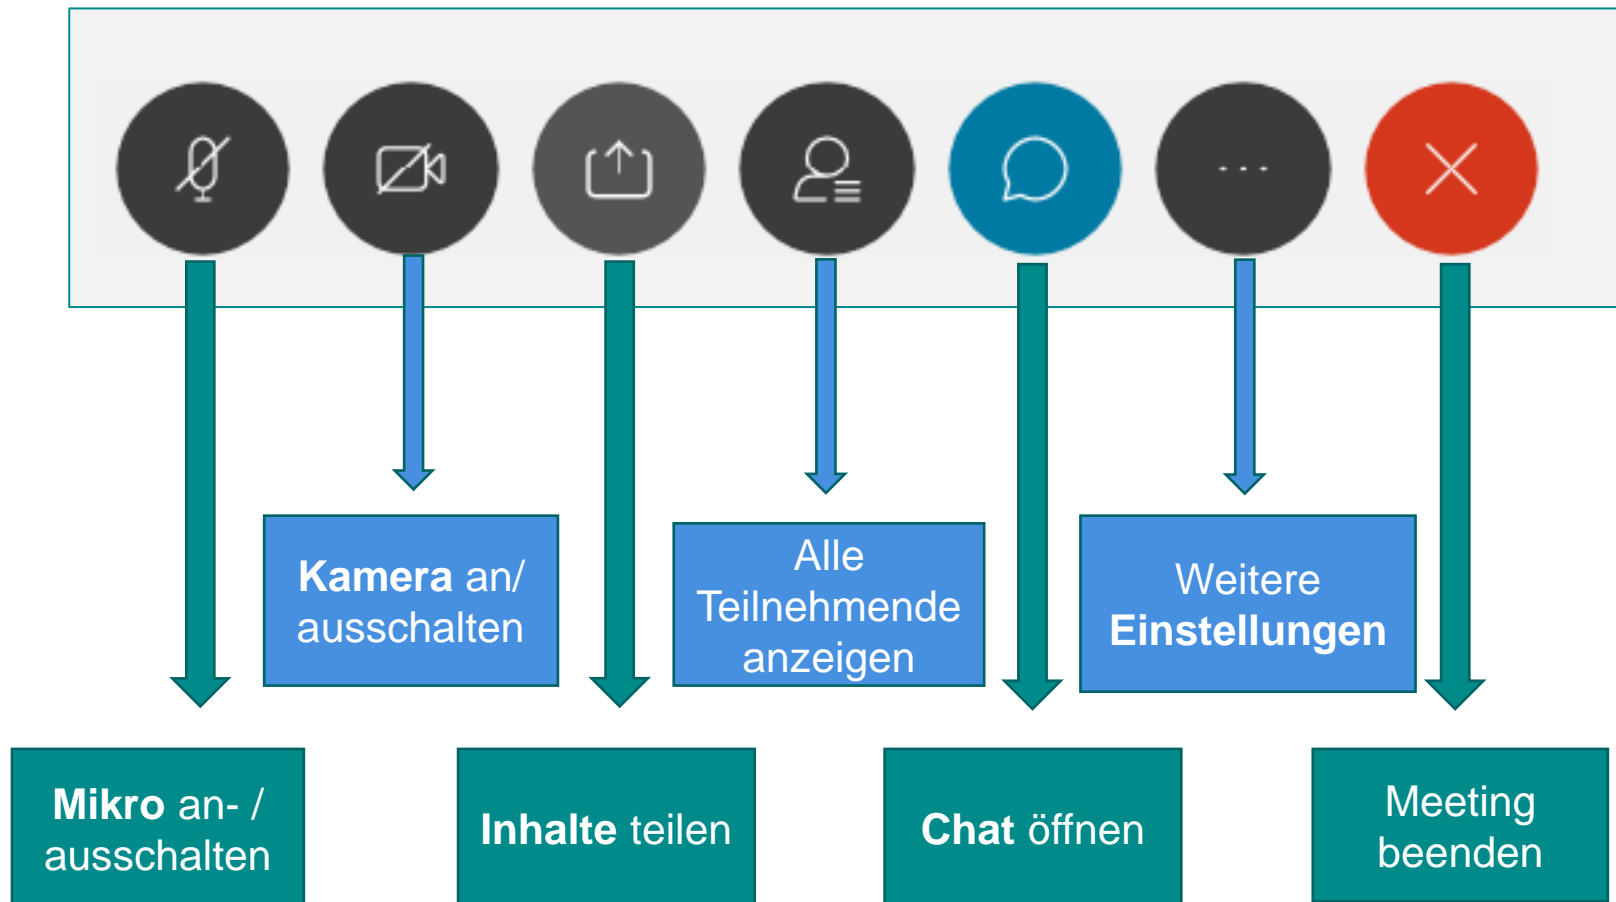 Kamera an/
ausschalten
Alle
Teilnehmende
anzeigen
Weitere
Einstellungen
Mikro an- /
ausschalten
Inhalte teilen
Chat öffnen
Meeting
beenden